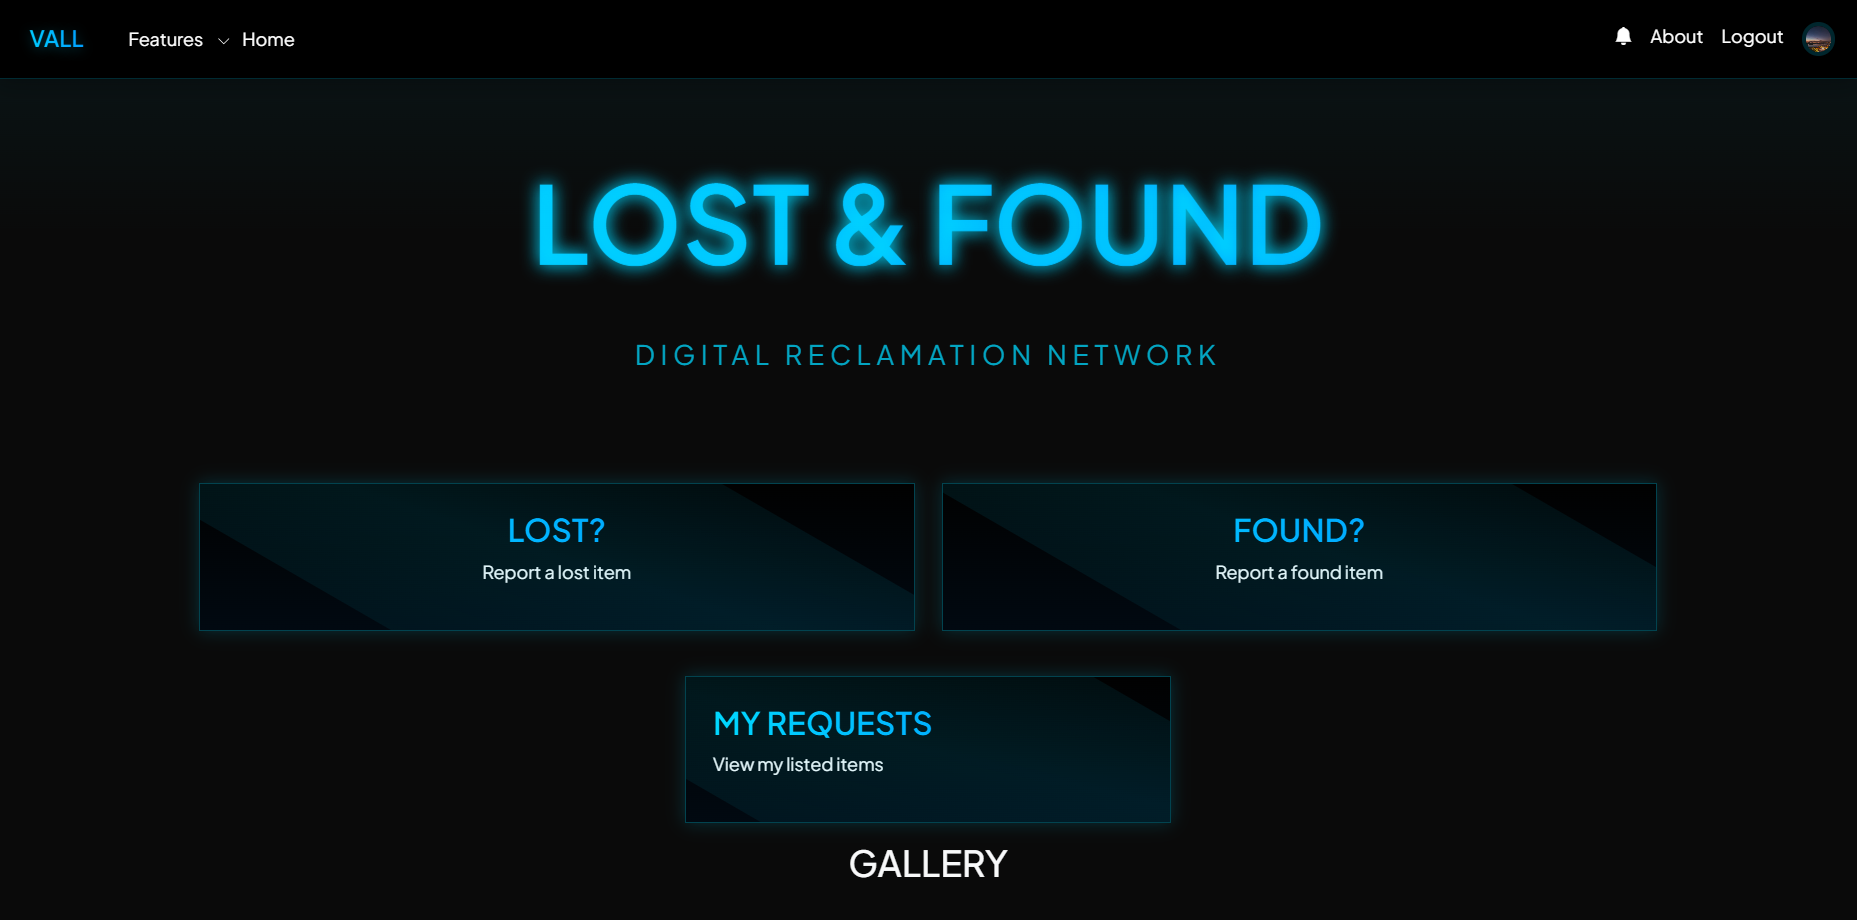 VALL Features Home About Logout
LOST & FOUND
DIGITAL RECLAMATION NETWORK
LOST?
Report a lost item
FOUND?
Report a found item
MY REQUESTS
View my listed items
GALLERY